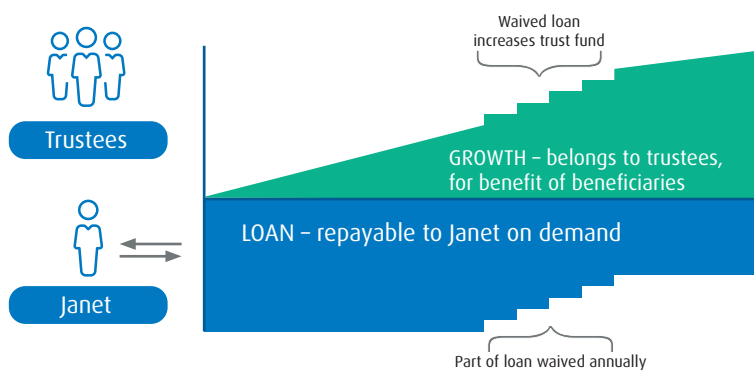 Waived loan
increases trust fund
Trustees
GROWTH – belongs to trustees,
for benefit of beneficiaries
LOAN – repayable to Janet on demand
Janet
Part of loan waived annually